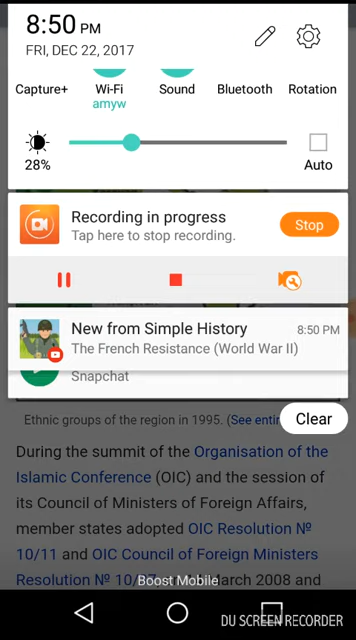 8:50 PM
FRI, DEC 22, 2017
Capture+ Wi-Fi Sound Bluetooth Rotation
amyw
28% Auto
Recording in progress
Tap here to stop recording.
Stop
New from Simple History 8:50 PM
The French Resistance (World War II)
Snapchat
Clear
Ethnic groups of the region in 1995. (See
During the summit of the Organisation of the
Islamic Conference (OIC) and the session of
its Council of Ministers of Foreign Affairs,
member states adopted OIC Resolution №
10/11 and OIC Council of Foreign Ministers
Resolution № March 2008 and
Boost Mobile
DU SCREEN RECORDER